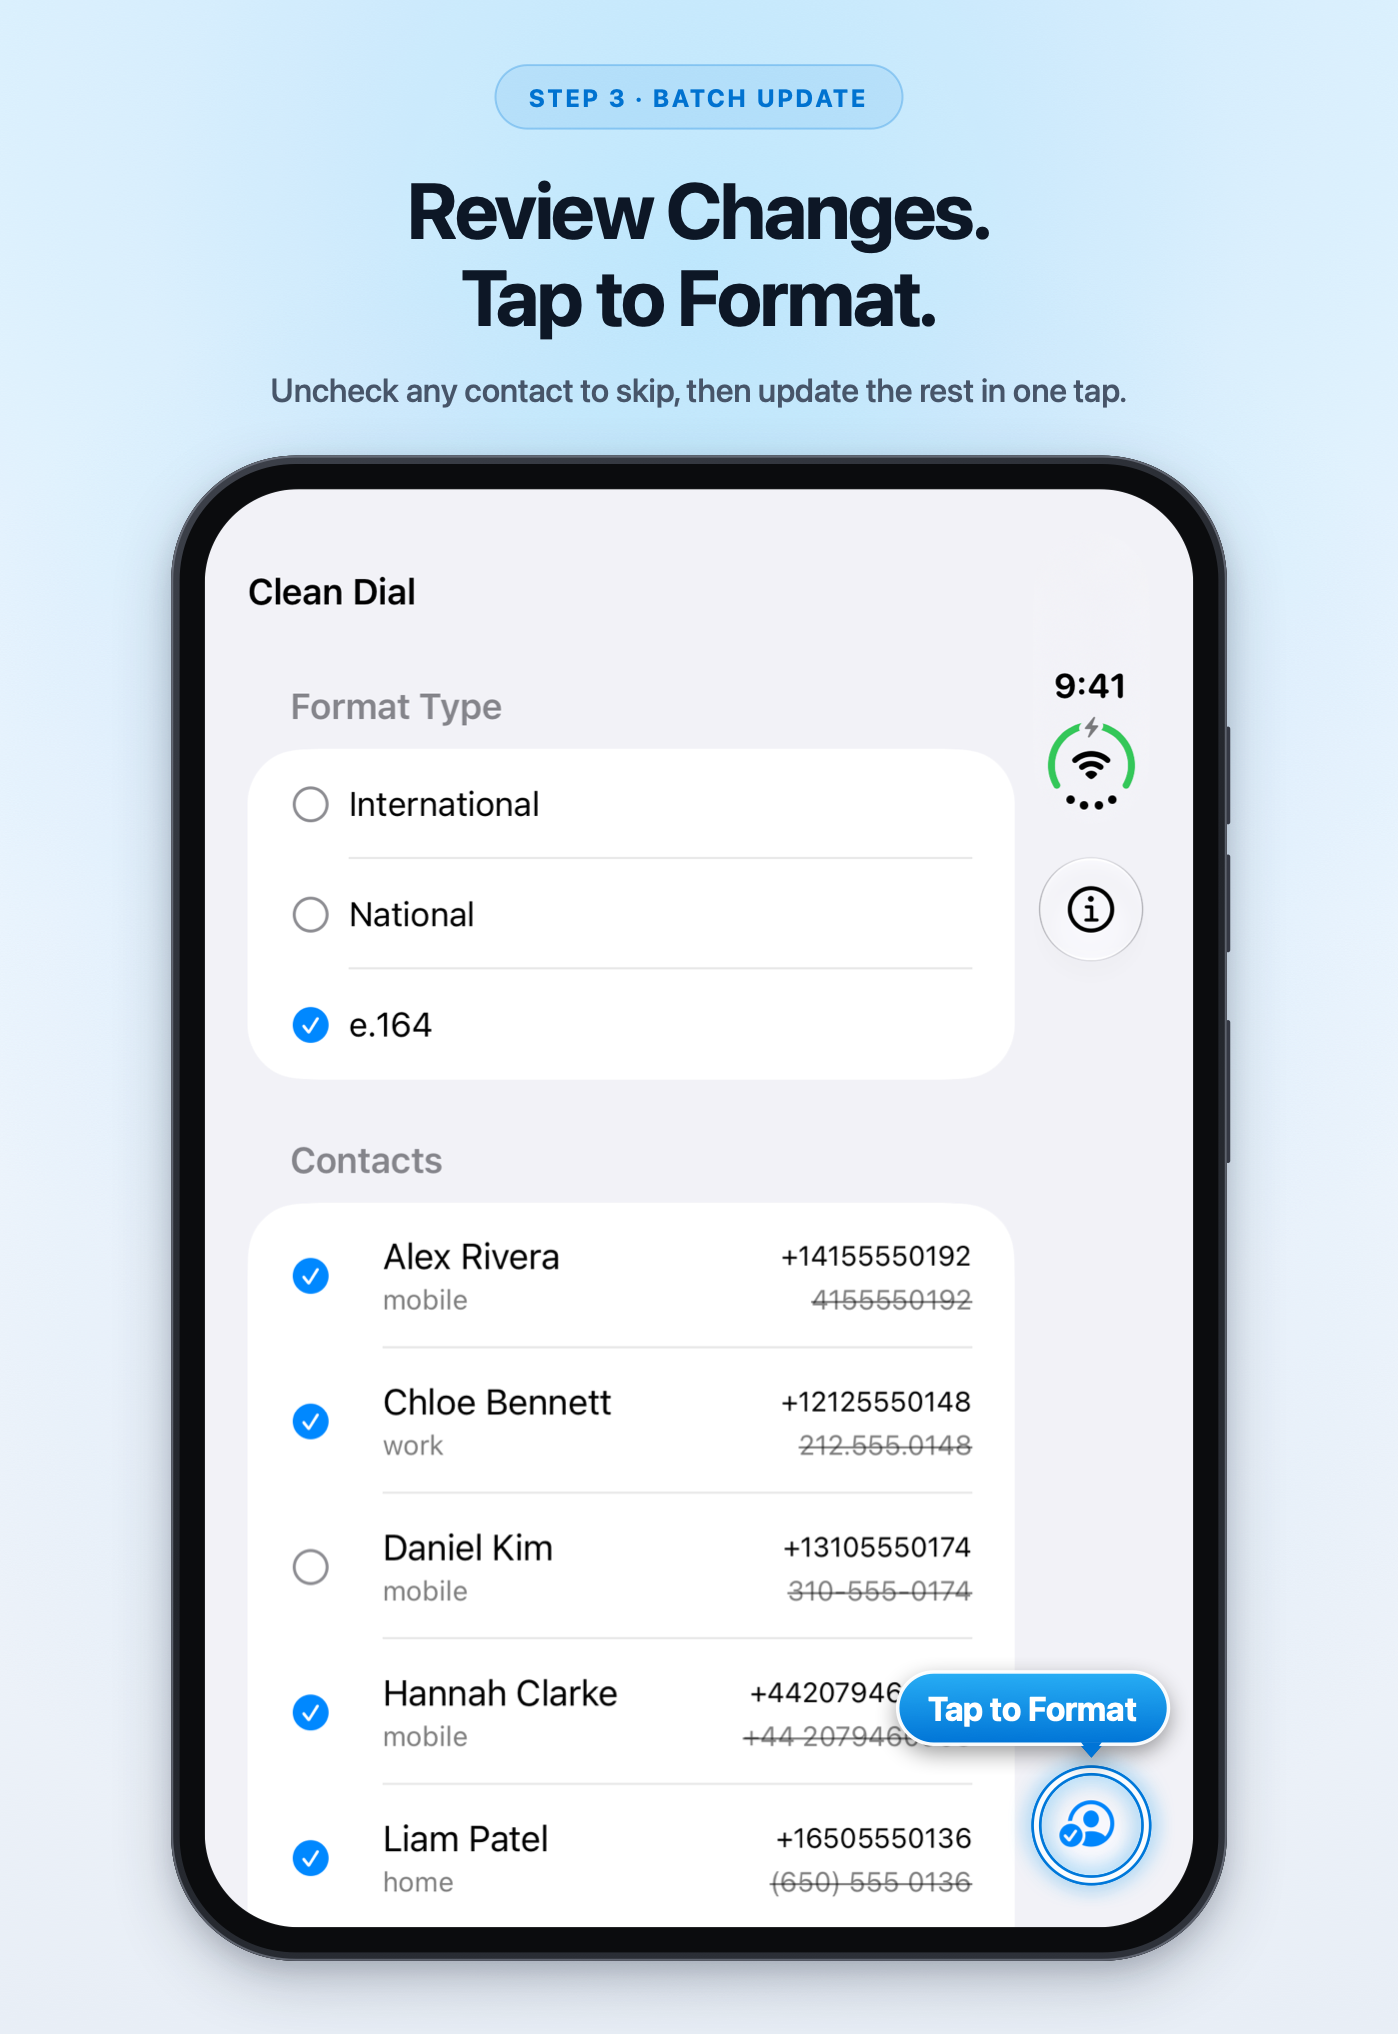 STEP 3 · BATCH UPDATE
Review Changes.
Tap to Format.
Uncheck any contact to skip, then update the rest in one tap.
Clean Dial
9:41
Format Type
International
National
e.164
Contacts
Alex Rivera
+14155550192
mobile
4155550192
Chloe Bennett
+12125550148
work
212.555.0148
Daniel Kim
+13105550174
mobile
310-555-0174
Hannah Clarke
mobile
Tap to Format
Liam Patel
+16505550136
home
(650) 555 0136